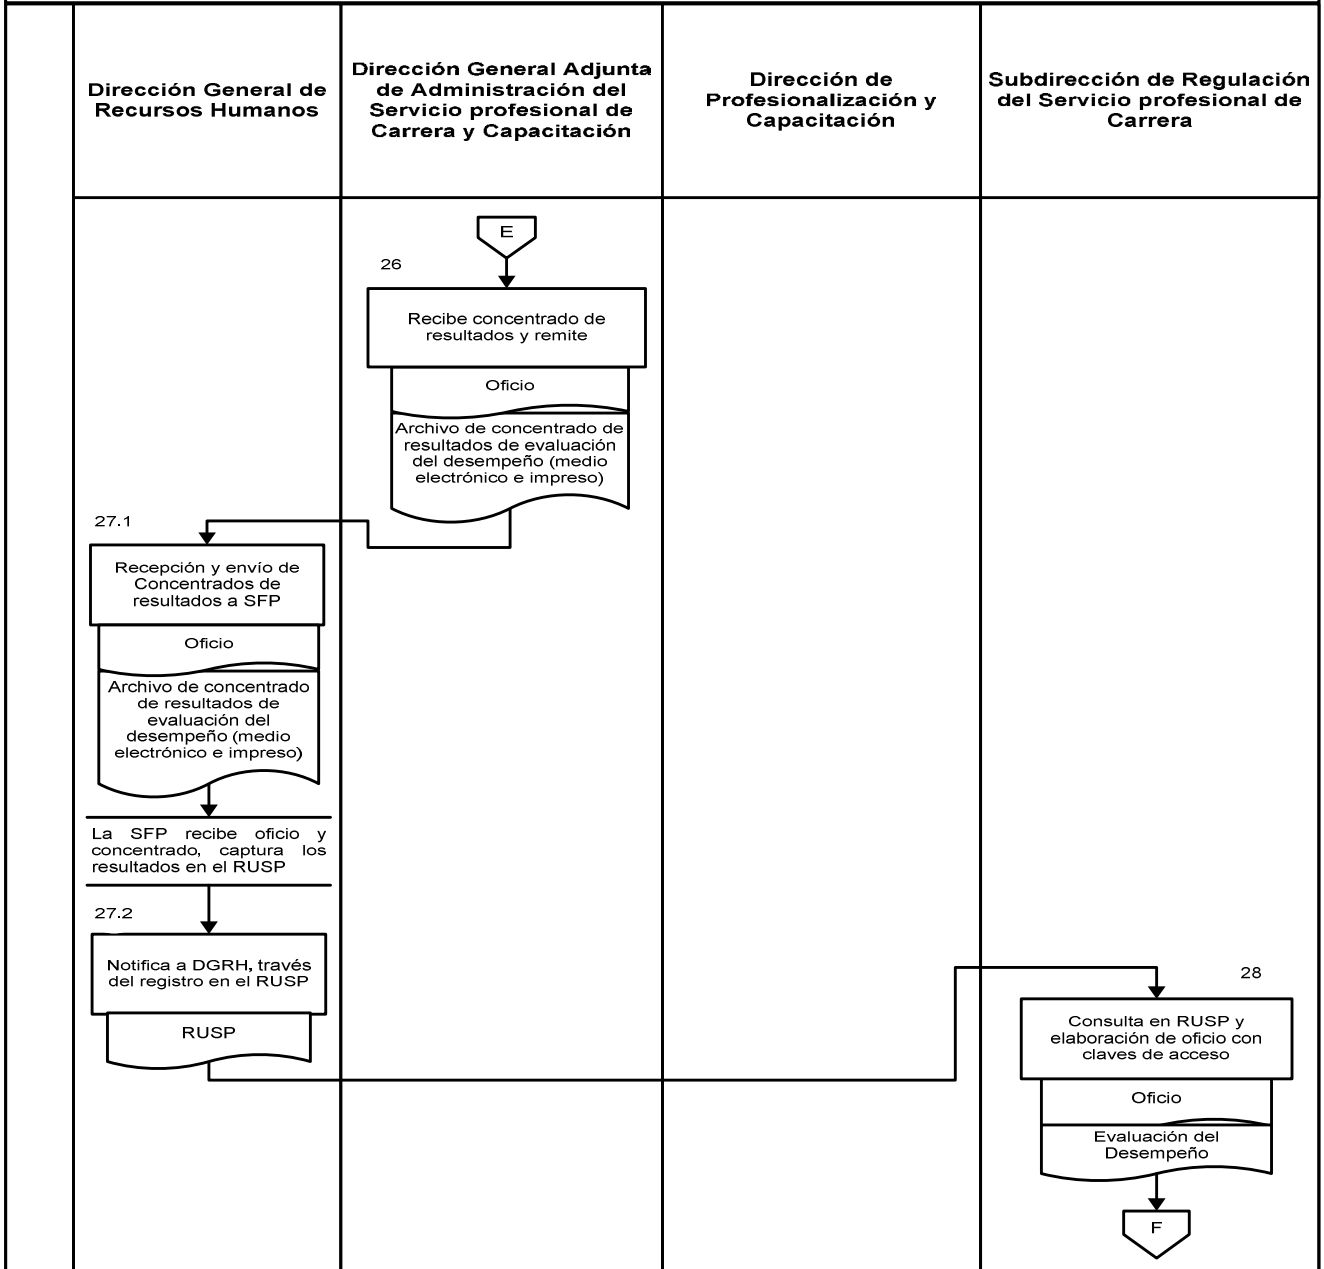 Dirección General de
Recursos Humanos
Dirección General Adjunta
de Administración del
Servicio profesional de
Carrera y Capacitación
Dirección de
Profesionalización y
Capacitación
Subdirección de Regulación
del Servicio profesional de
Carrera
E
26
Recibe concentrado de
resultados y remite
Oficio
Archivo de concentrado de
resultados de evaluación
del desempeño (medio
electrónico e impreso)
27.1
Recepción y envío de
Concentrados de
resultados a SFP
Oficio
Archivo de concentrado
de resultados de
evaluación del
desempeño (medio
electrónico e impreso)
La SFP recibe oficio y
concentrado, captura los
resultados en el RUSP
27.2
Notifica a DGRH, través
del registro en el RUSP
RUSP
28
Consulta en RUSP y
elaboración de oficio con
claves de acceso
Oficio
Evaluación del
Desempeño
F